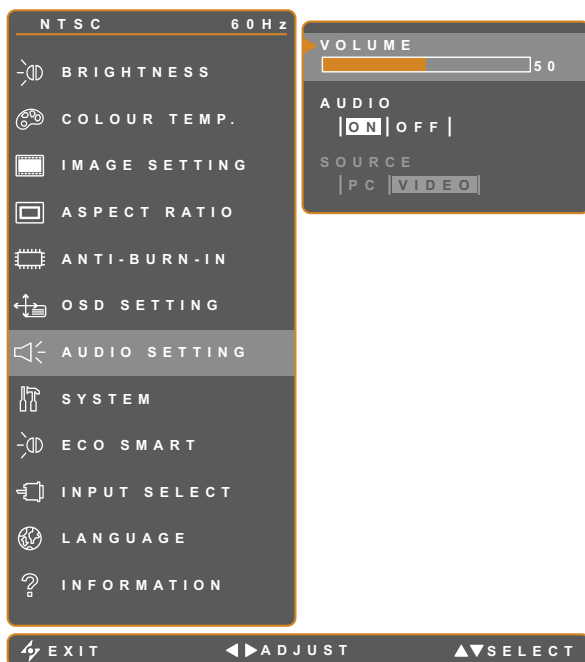 NTSC 60Hz
BRIGHTNESS
COLOUR TEMP.
IMAGE SETTING
ASPECT RATIO
ANTI-BURN-IN
OSD SETTING
AUDIO SETTING
SYSTEM
ECO SMART
INPUT SELECT
LANGUAGE
INFORMATION
VOLUME
50
AUDIO
ON OFF
SOURCE
PC VIDEO
EXIT ADJUST SELECT